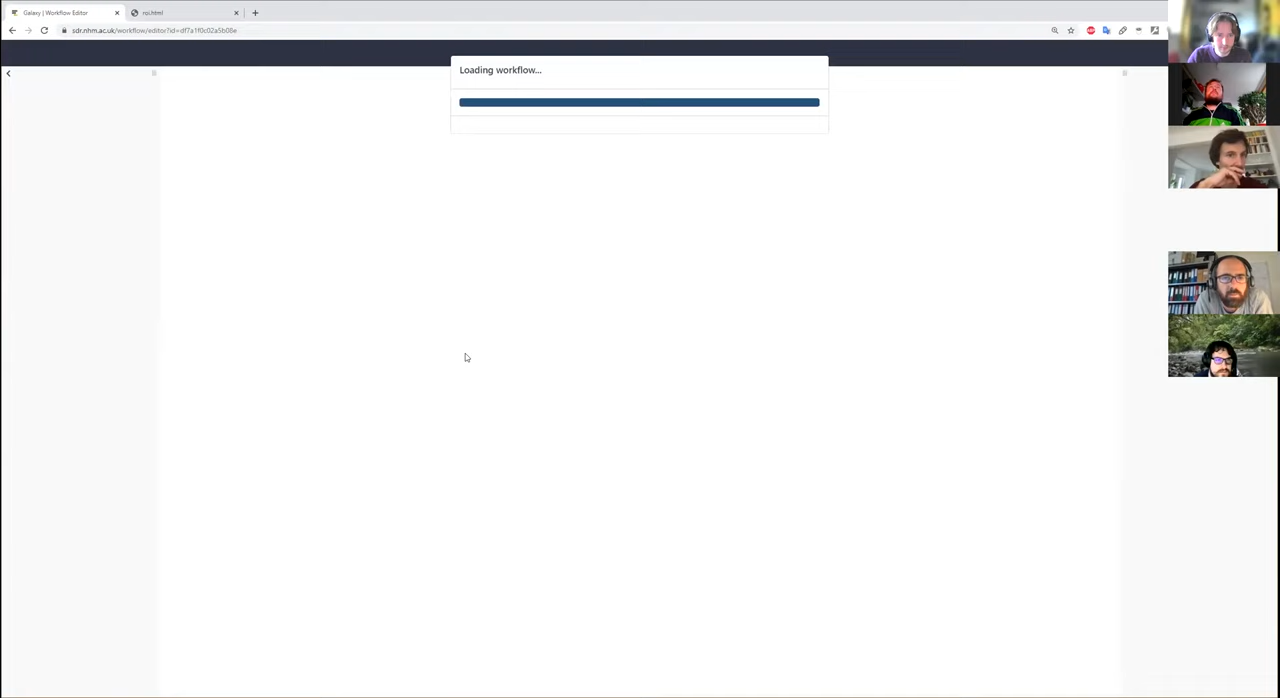 Galaxy | Workflow Editor
roi.html
sdr.nhm.ac.uk/workflow/editor?id=df7a1f0c02a5b08e
Loading workflow...